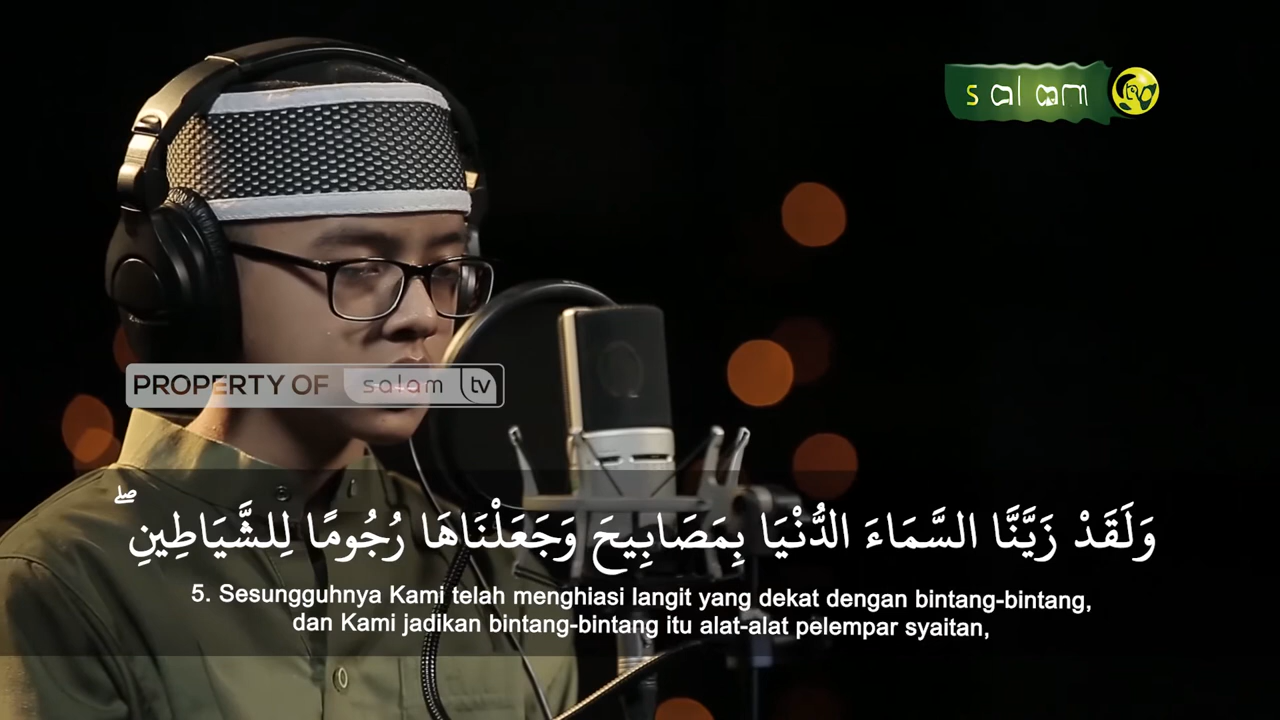 salam
PROPERTY OF salam tv
وَلَقَدْ زَيَّنَّا السَّمَاءَ الدُّنْيَا بِمَصَابِيحَ وَجَعَلْنَاهَا رُجُومًا لِلشَّيَاطِينِ ۖ
5. Sesungguhnya Kami telah menghiasi langit yang dekat dengan bintang-bintang,
dan Kami jadikan bintang-bintang itu alat-alat pelempar syaitan,